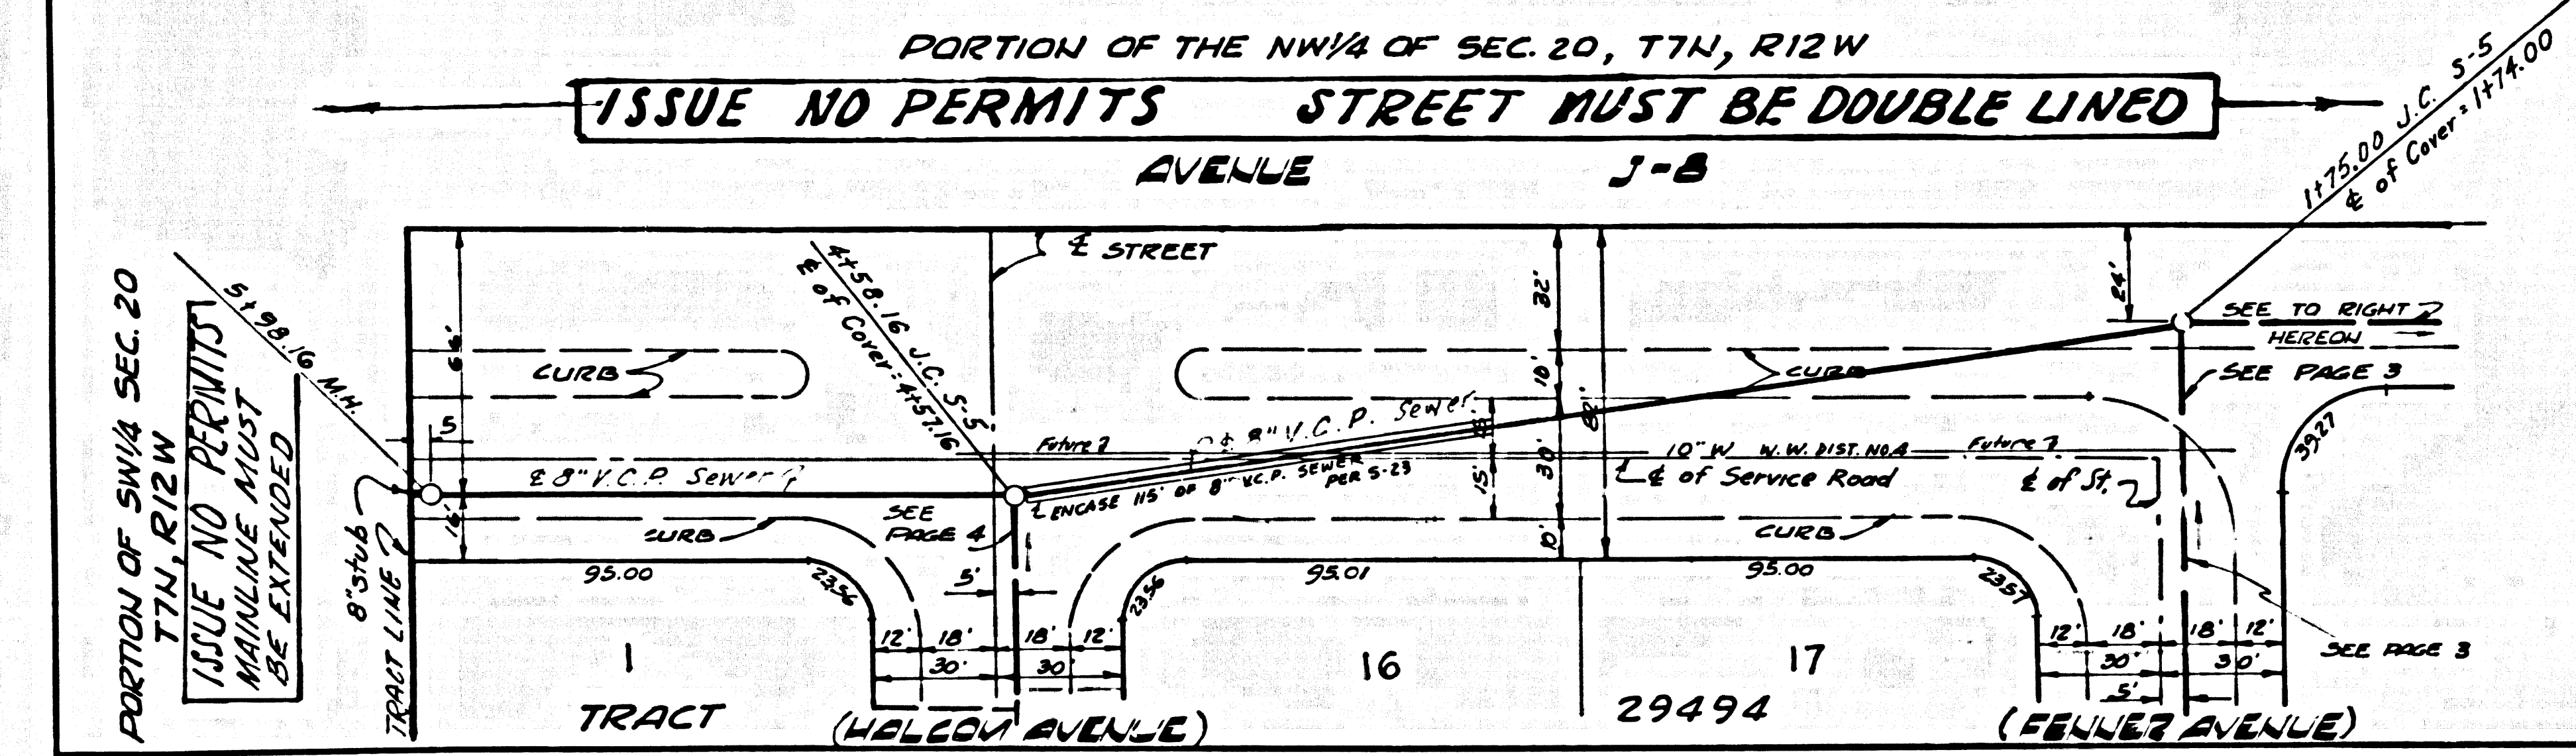 PORTION OF THE NW1/4 OF SEC. 20, T7N, R12W
ISSUE NO PERMITS STREET MUST BE DOUBLE LINED
AVENUE J-8
1+75.00 J.C. S-5
℄ of Cover = 1+74.00
PORTION OF SW1/4 SEC. 20
T7N, R12W
ISSUE NO PERMITS
MAINLINE MUST
BE EXTENDED
5+98.16 M.H.
8" stub
TRACT LINE
66'
5
16'
℄ STREET
4+58.16 J.C. S-5
℄ of Cover = 4+57.16
CURB
℄ 8" V.C.P. Sewer
Future
CURB
95.00
23.56
SEE
PAGE 4
5'
℄ 8" V.C.P. Sewer
ENCASE 115' OF 8" V.C.P. SEWER
PER S-23
32'
10'
30'
10'
82'
15'
24'
SEE TO RIGHT
HEREON
CURB
SEE PAGE 3
39.27
10" W W.W. DIST. NO.4 Future
℄ of Service Road
℄ of St.
CURB
23.56
95.01
95.00
23.57
12' 18' 18' 12'
30' 30'
12' 18' 18' 12'
30' 30'
5'
SEE PAGE 3
1
16
17
TRACT
29494
(HALCOM AVENUE)
(FENNER AVENUE)